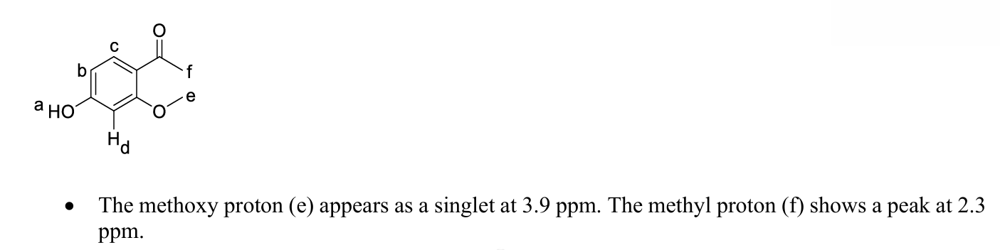 O
c
b
f
e
a HO
O
H d
• The methoxy proton (e) appears as a singlet at 3.9 ppm. The methyl proton (f) shows a peak at 2.3
ppm.